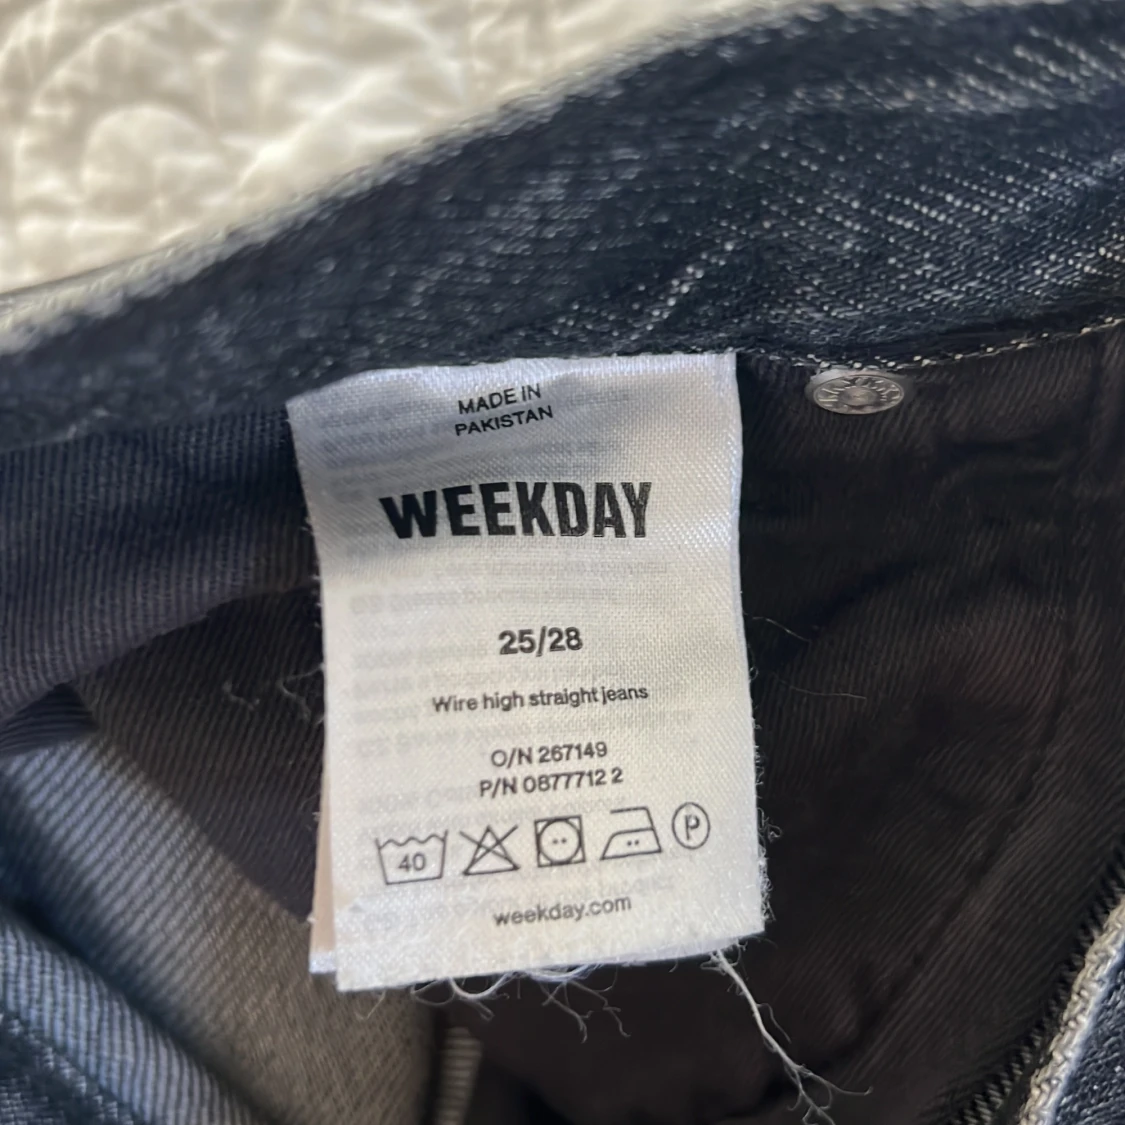 MADE IN
PAKISTAN
WEEKDAY
25/28
Wire high straight jeans
O/N 267149
P/N 0877712 2
40
P
weekday.com